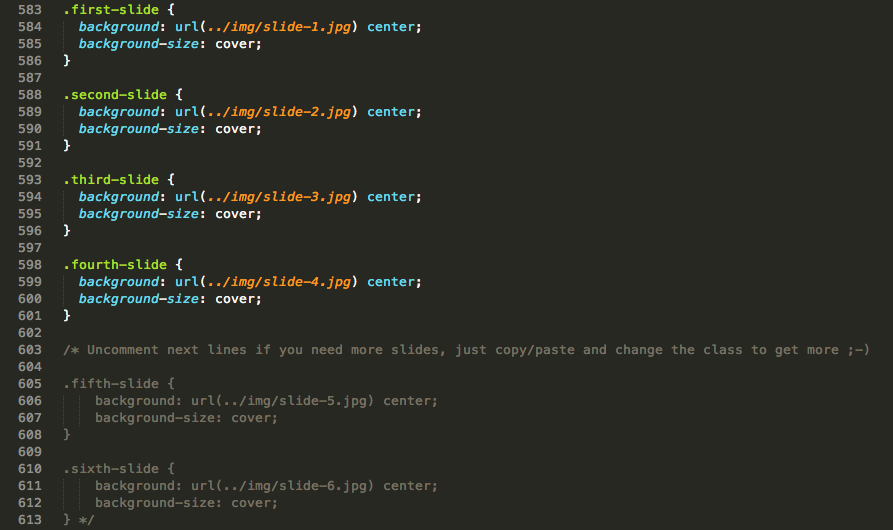 583 .first-slide {
584   background: url(../img/slide-1.jpg) center;
585   background-size: cover;
586 }
587
588 .second-slide {
589   background: url(../img/slide-2.jpg) center;
590   background-size: cover;
591 }
592
593 .third-slide {
594   background: url(../img/slide-3.jpg) center;
595   background-size: cover;
596 }
597
598 .fourth-slide {
599   background: url(../img/slide-4.jpg) center;
600   background-size: cover;
601 }
602
603 /* Uncomment next lines if you need more slides, just copy/paste and change the class to get more ;-)
604
605 .fifth-slide {
606     background: url(../img/slide-5.jpg) center;
607     background-size: cover;
608 }
609
610 .sixth-slide {
611     background: url(../img/slide-6.jpg) center;
612     background-size: cover;
613 } */